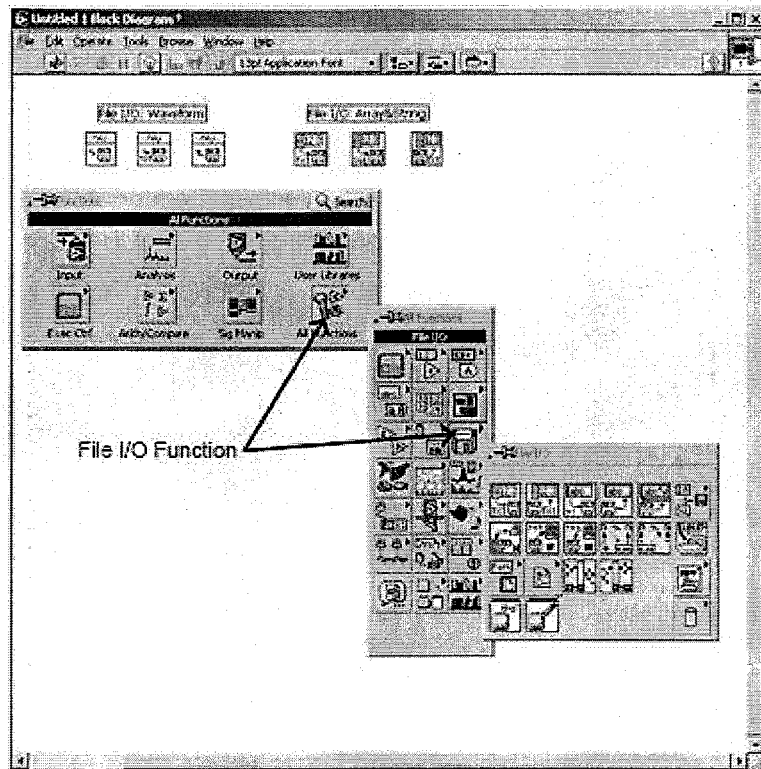 Untitled 1 Block Diagram *
File Edit Operate Tools Browse Window Help
13pt Application Font
File I/O: Waveform
File I/O: Array&String
Search
All Functions
Input
Analysis
Output
User Libraries
Exec Ctrl
Arith/Compare
Sig Manip
All Functions
File I/O
File I/O Function